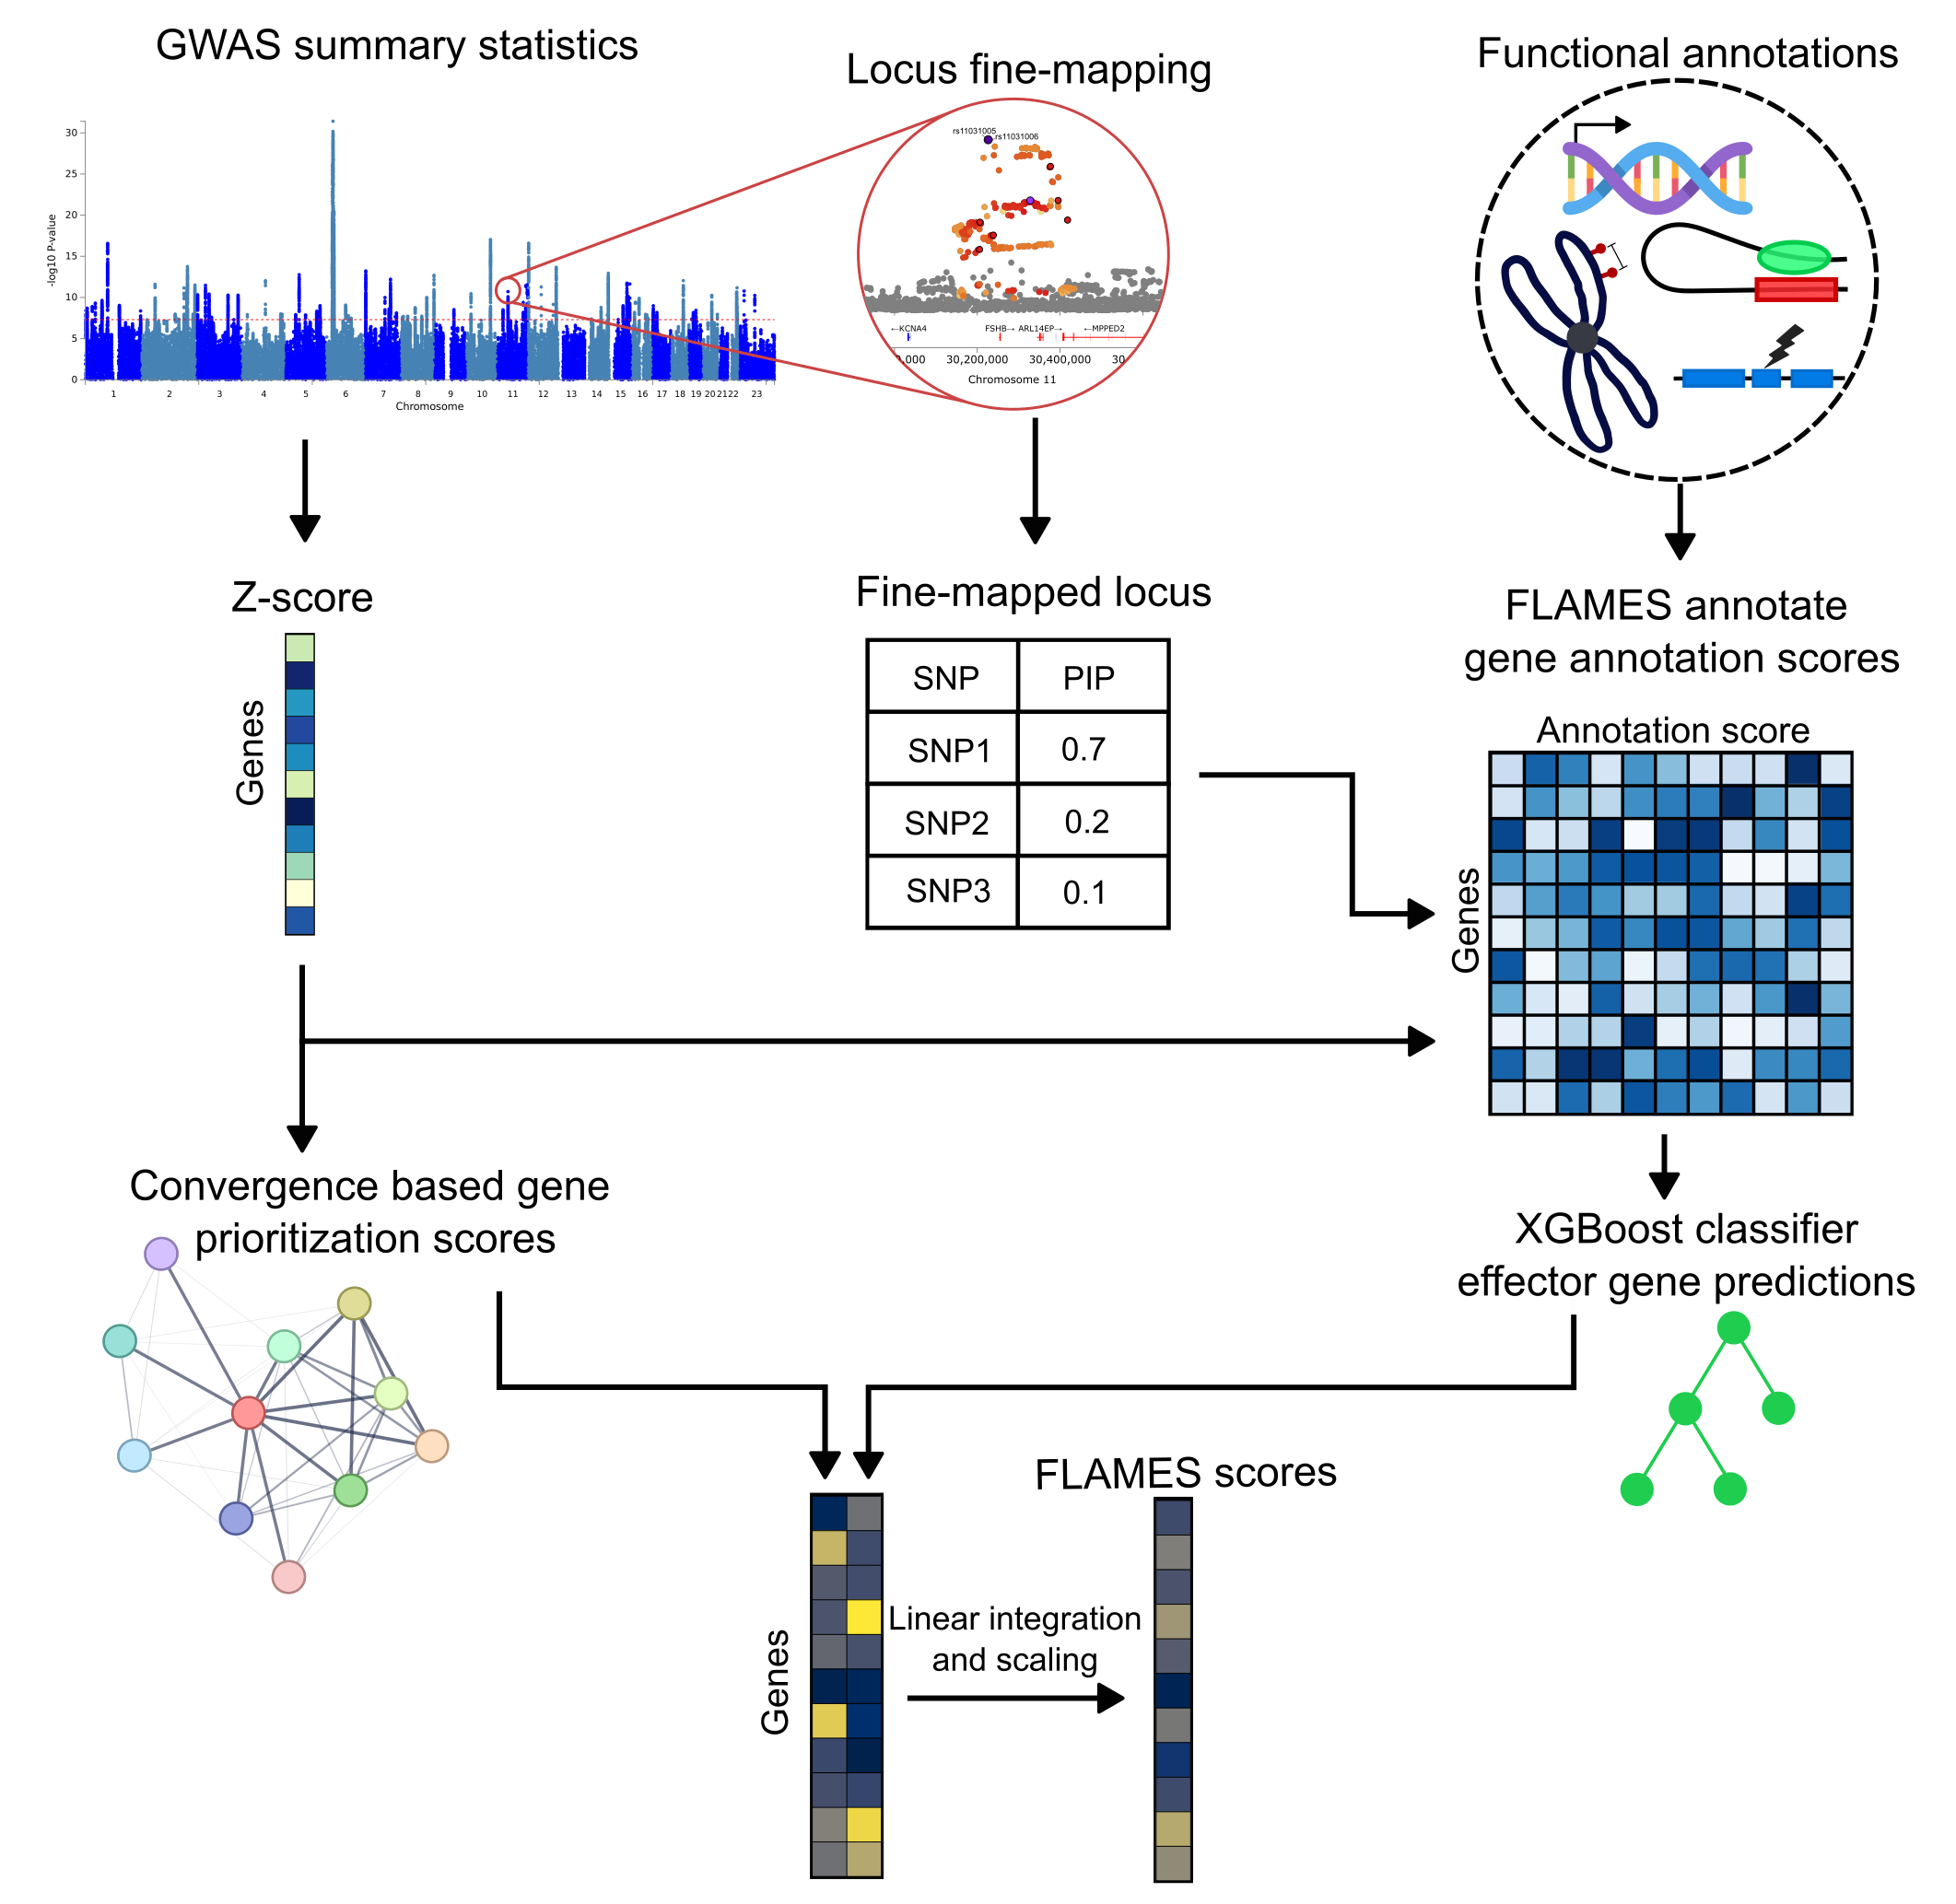 GWAS summary statistics
30
25
20
15
10
5
0
-log10 P-value
1 2 3 4 5 6 7 8 9 10 11 12 13 14 15 16 17 18 19 20 21 22 23
Chromosome
Locus fine-mapping
rs11031005
rs11031006
←KCNA4 FSHB→ ARL14EP→ ←MPPED2
0,000 30,200,000 30,400,000 30
Chromosome 11
Functional annotations
Z-score
Genes
Fine-mapped locus
SNP PIP
SNP1 0.7
SNP2 0.2
SNP3 0.1
FLAMES annotate
gene annotation scores
Annotation score
Genes
Convergence based gene
prioritization scores
XGBoost classifier
effector gene predictions
Genes
Linear integration
and scaling
FLAMES scores